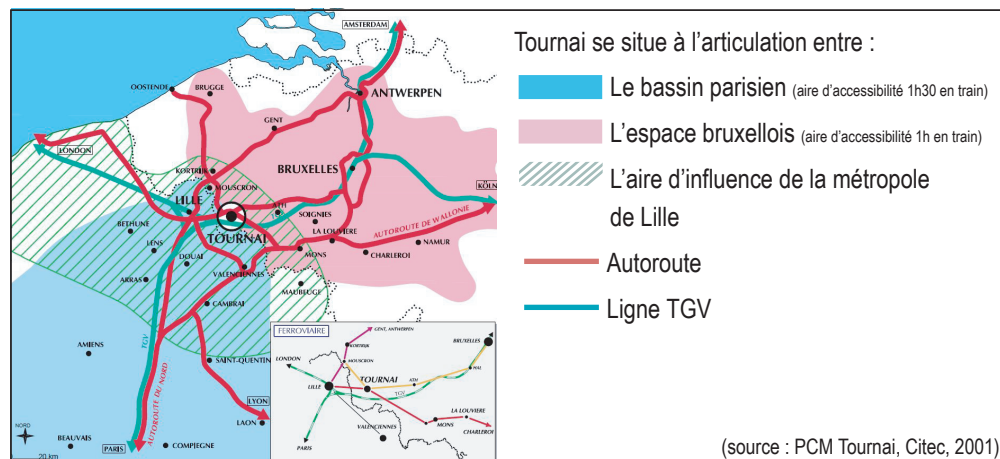 AMSTERDAM
OOSTENDE
BRUGGE
ANTWERPEN
GENT
LONDON
KORTRIJK
MOUSCRON
BRUXELLES
KÖLN
LILLE
ATH
TOURNAI
SOIGNIES
LA LOUVIERE
AUTOROUTE DE WALLONIE
BETHUNE
LENS
DOUAI
MONS
NAMUR
CHARLEROI
VALENCIENNES
ARRAS
MAUBEUGE
CAMBRAI
AMIENS
TGV
AUTOROUTE DU NORD
SAINT-QUENTIN
LYON
LAON
NORD
BEAUVAIS
PARIS
COMPJEGNE
20 km
FERROVIAIRE
GENT, ANTWERPEN
KORTRIJK
BRUXELLES
LONDON
MOUSCRON
TOURNAI
HAL
LILLE
ATH
TGV
LA LOUVIERE
MONS
PARIS
VALENCIENNES
CHARLEROI
Tournai se situe à l'articulation entre :
Le bassin parisien (aire d'accessibilité 1h30 en train)
L'espace bruxellois (aire d'accessibilité 1h en train)
L'aire d'influence de la métropole
de Lille
Autoroute
Ligne TGV
(source : PCM Tournai, Citec, 2001)